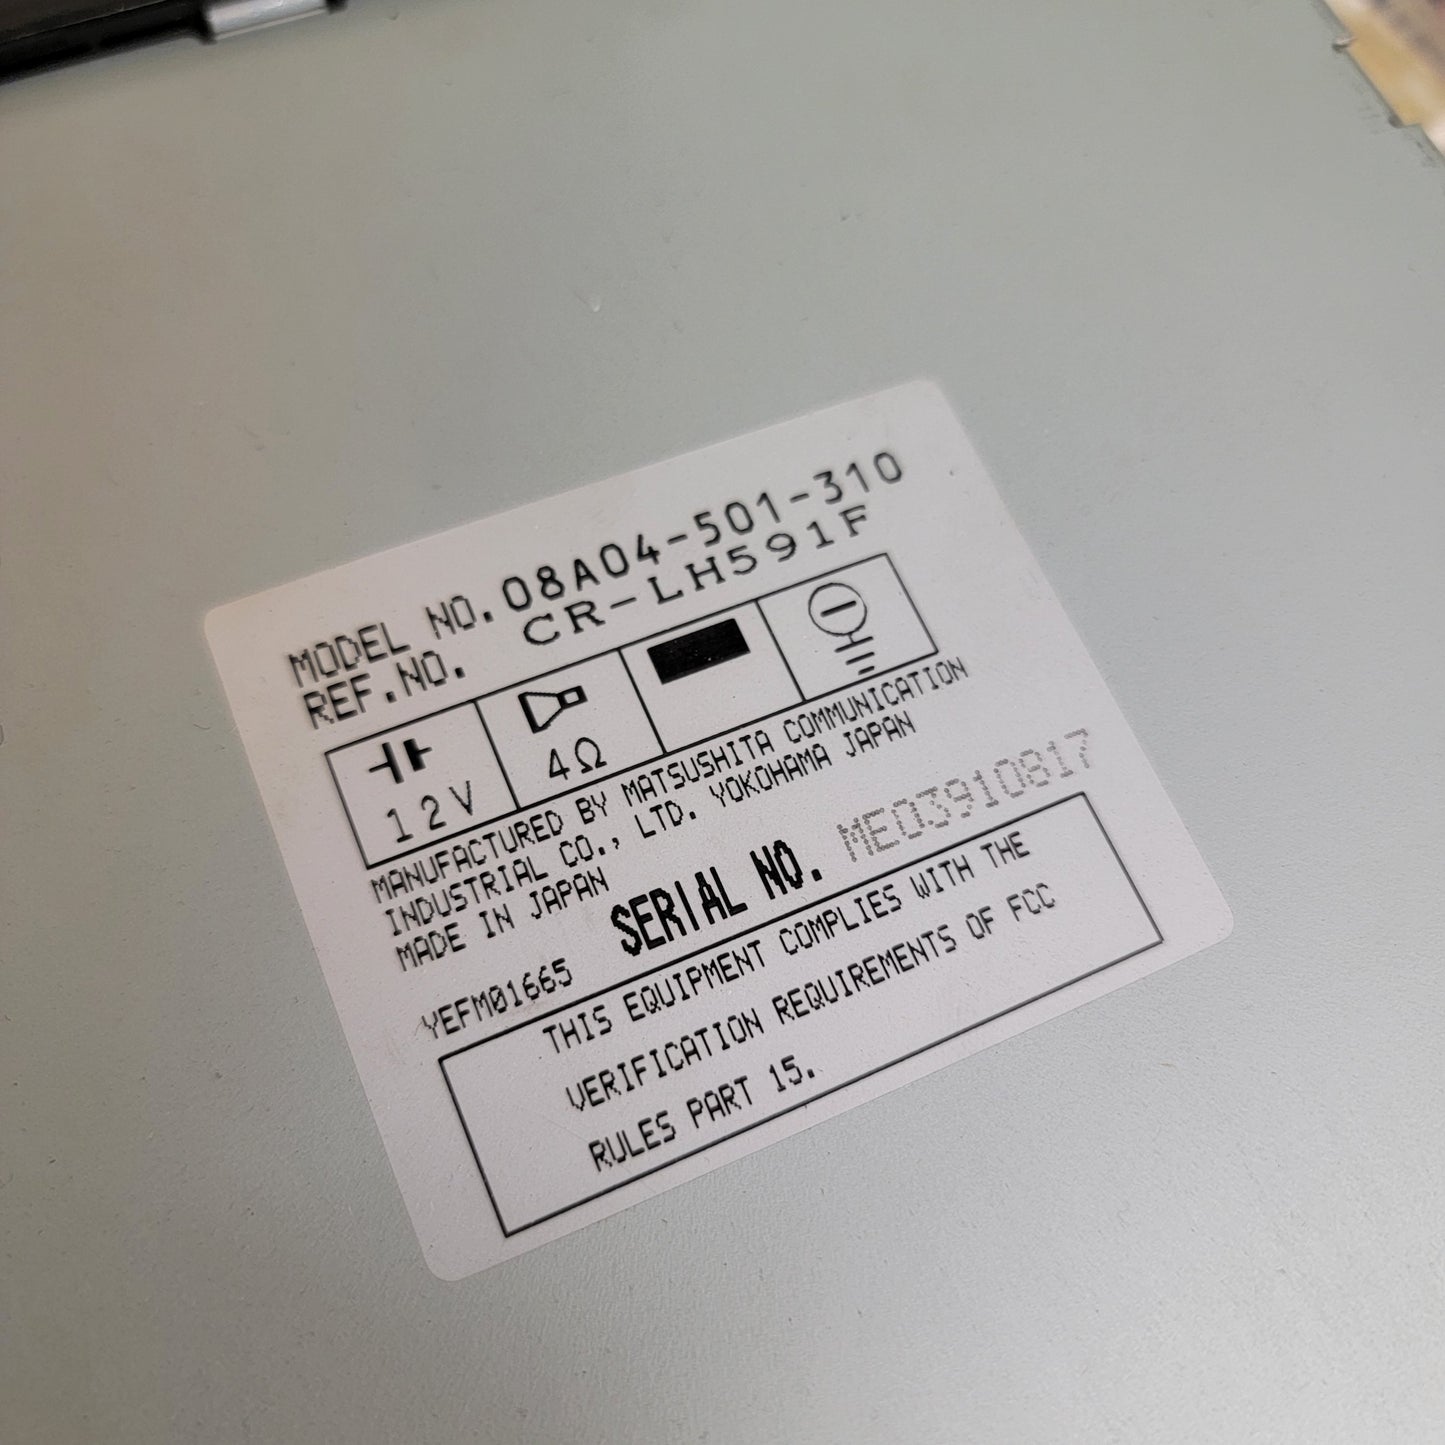 MODEL NO. 08A04-501-310
REF.NO. CR-LH591F
12V
4Ω
MANUFACTURED BY MATSUSHITA COMMUNICATION
INDUSTRIAL CO., LTD. YOKOHAMA JAPAN
MADE IN JAPAN
SERIAL NO. ME03910817
YEFM01665
THIS EQUIPMENT COMPLIES WITH THE
VERIFICATION REQUIREMENTS OF FCC
RULES PART 15.